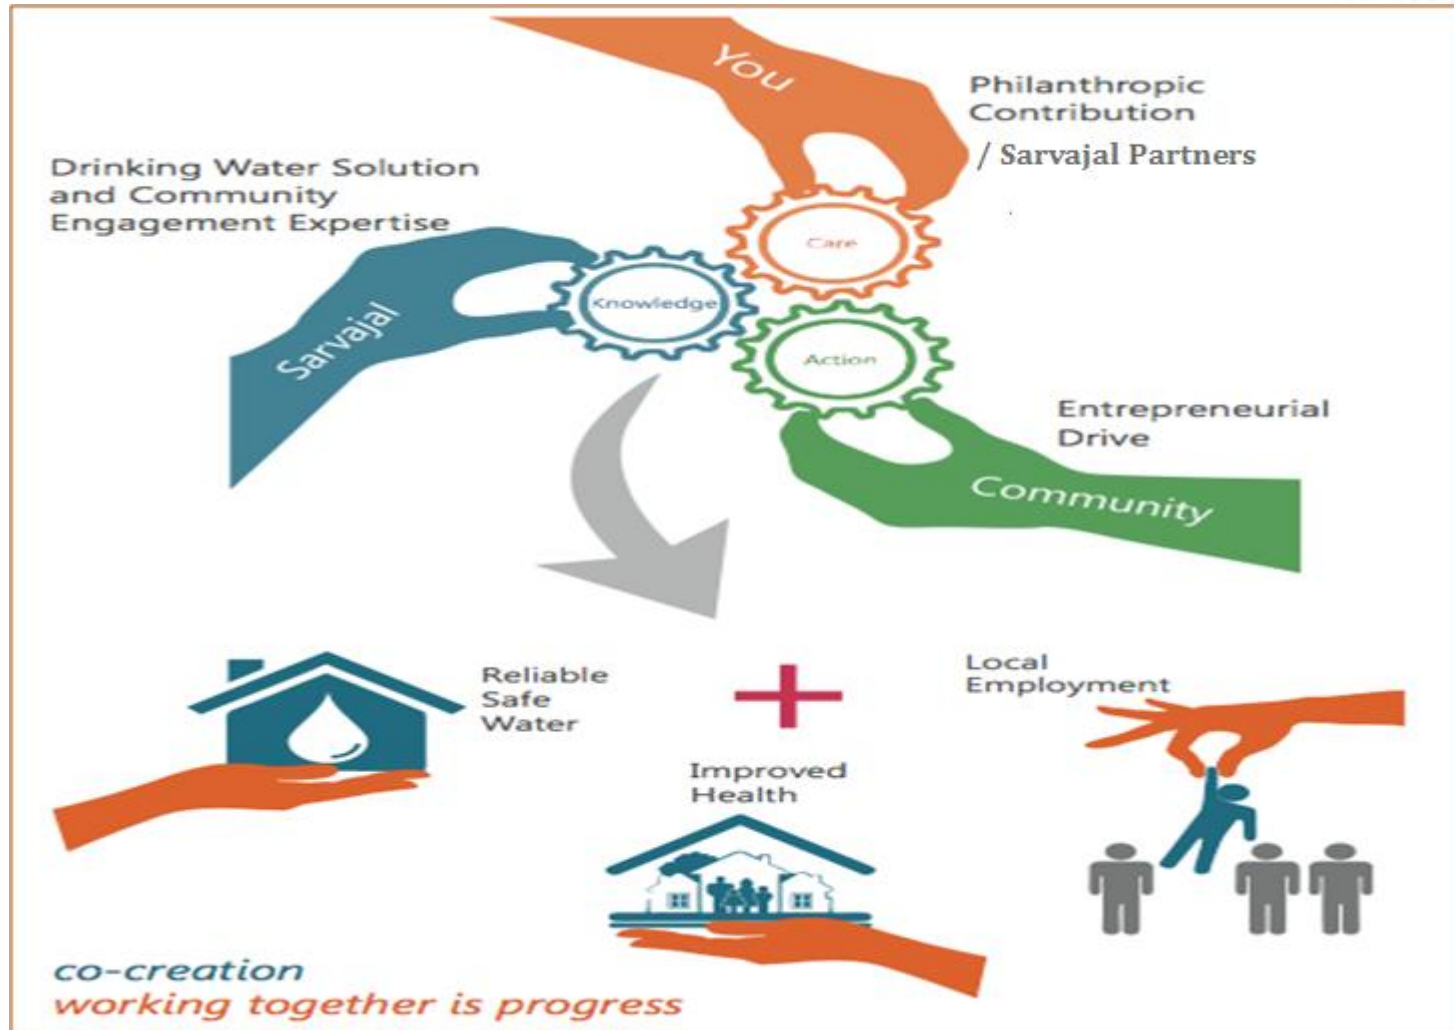 You
Philanthropic
Contribution
/ Sarvajal Partners
Drinking Water Solution
and Community
Engagement Expertise
Care
Knowledge
Sarvajal
Action
Entrepreneurial
Drive
Community
Reliable
Safe
Water
Local
Employment
Improved
Health
co-creation
working together is progress